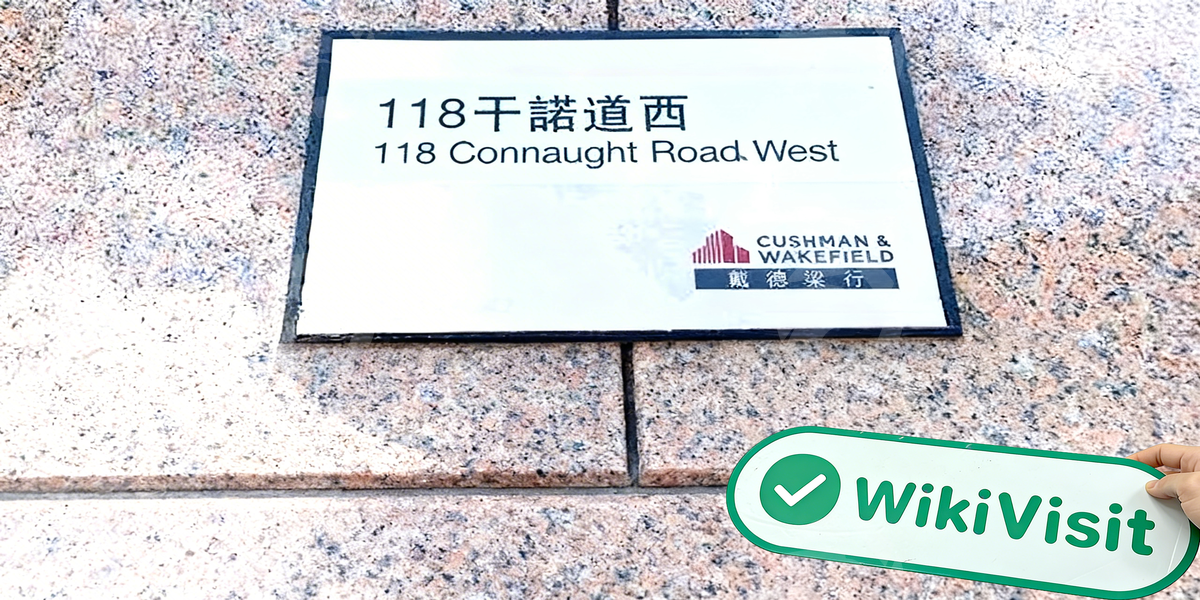 118干諾道西
118 Connaught Road West
CUSHMAN &
WAKEFIELD
戴德梁行
WikiVisit